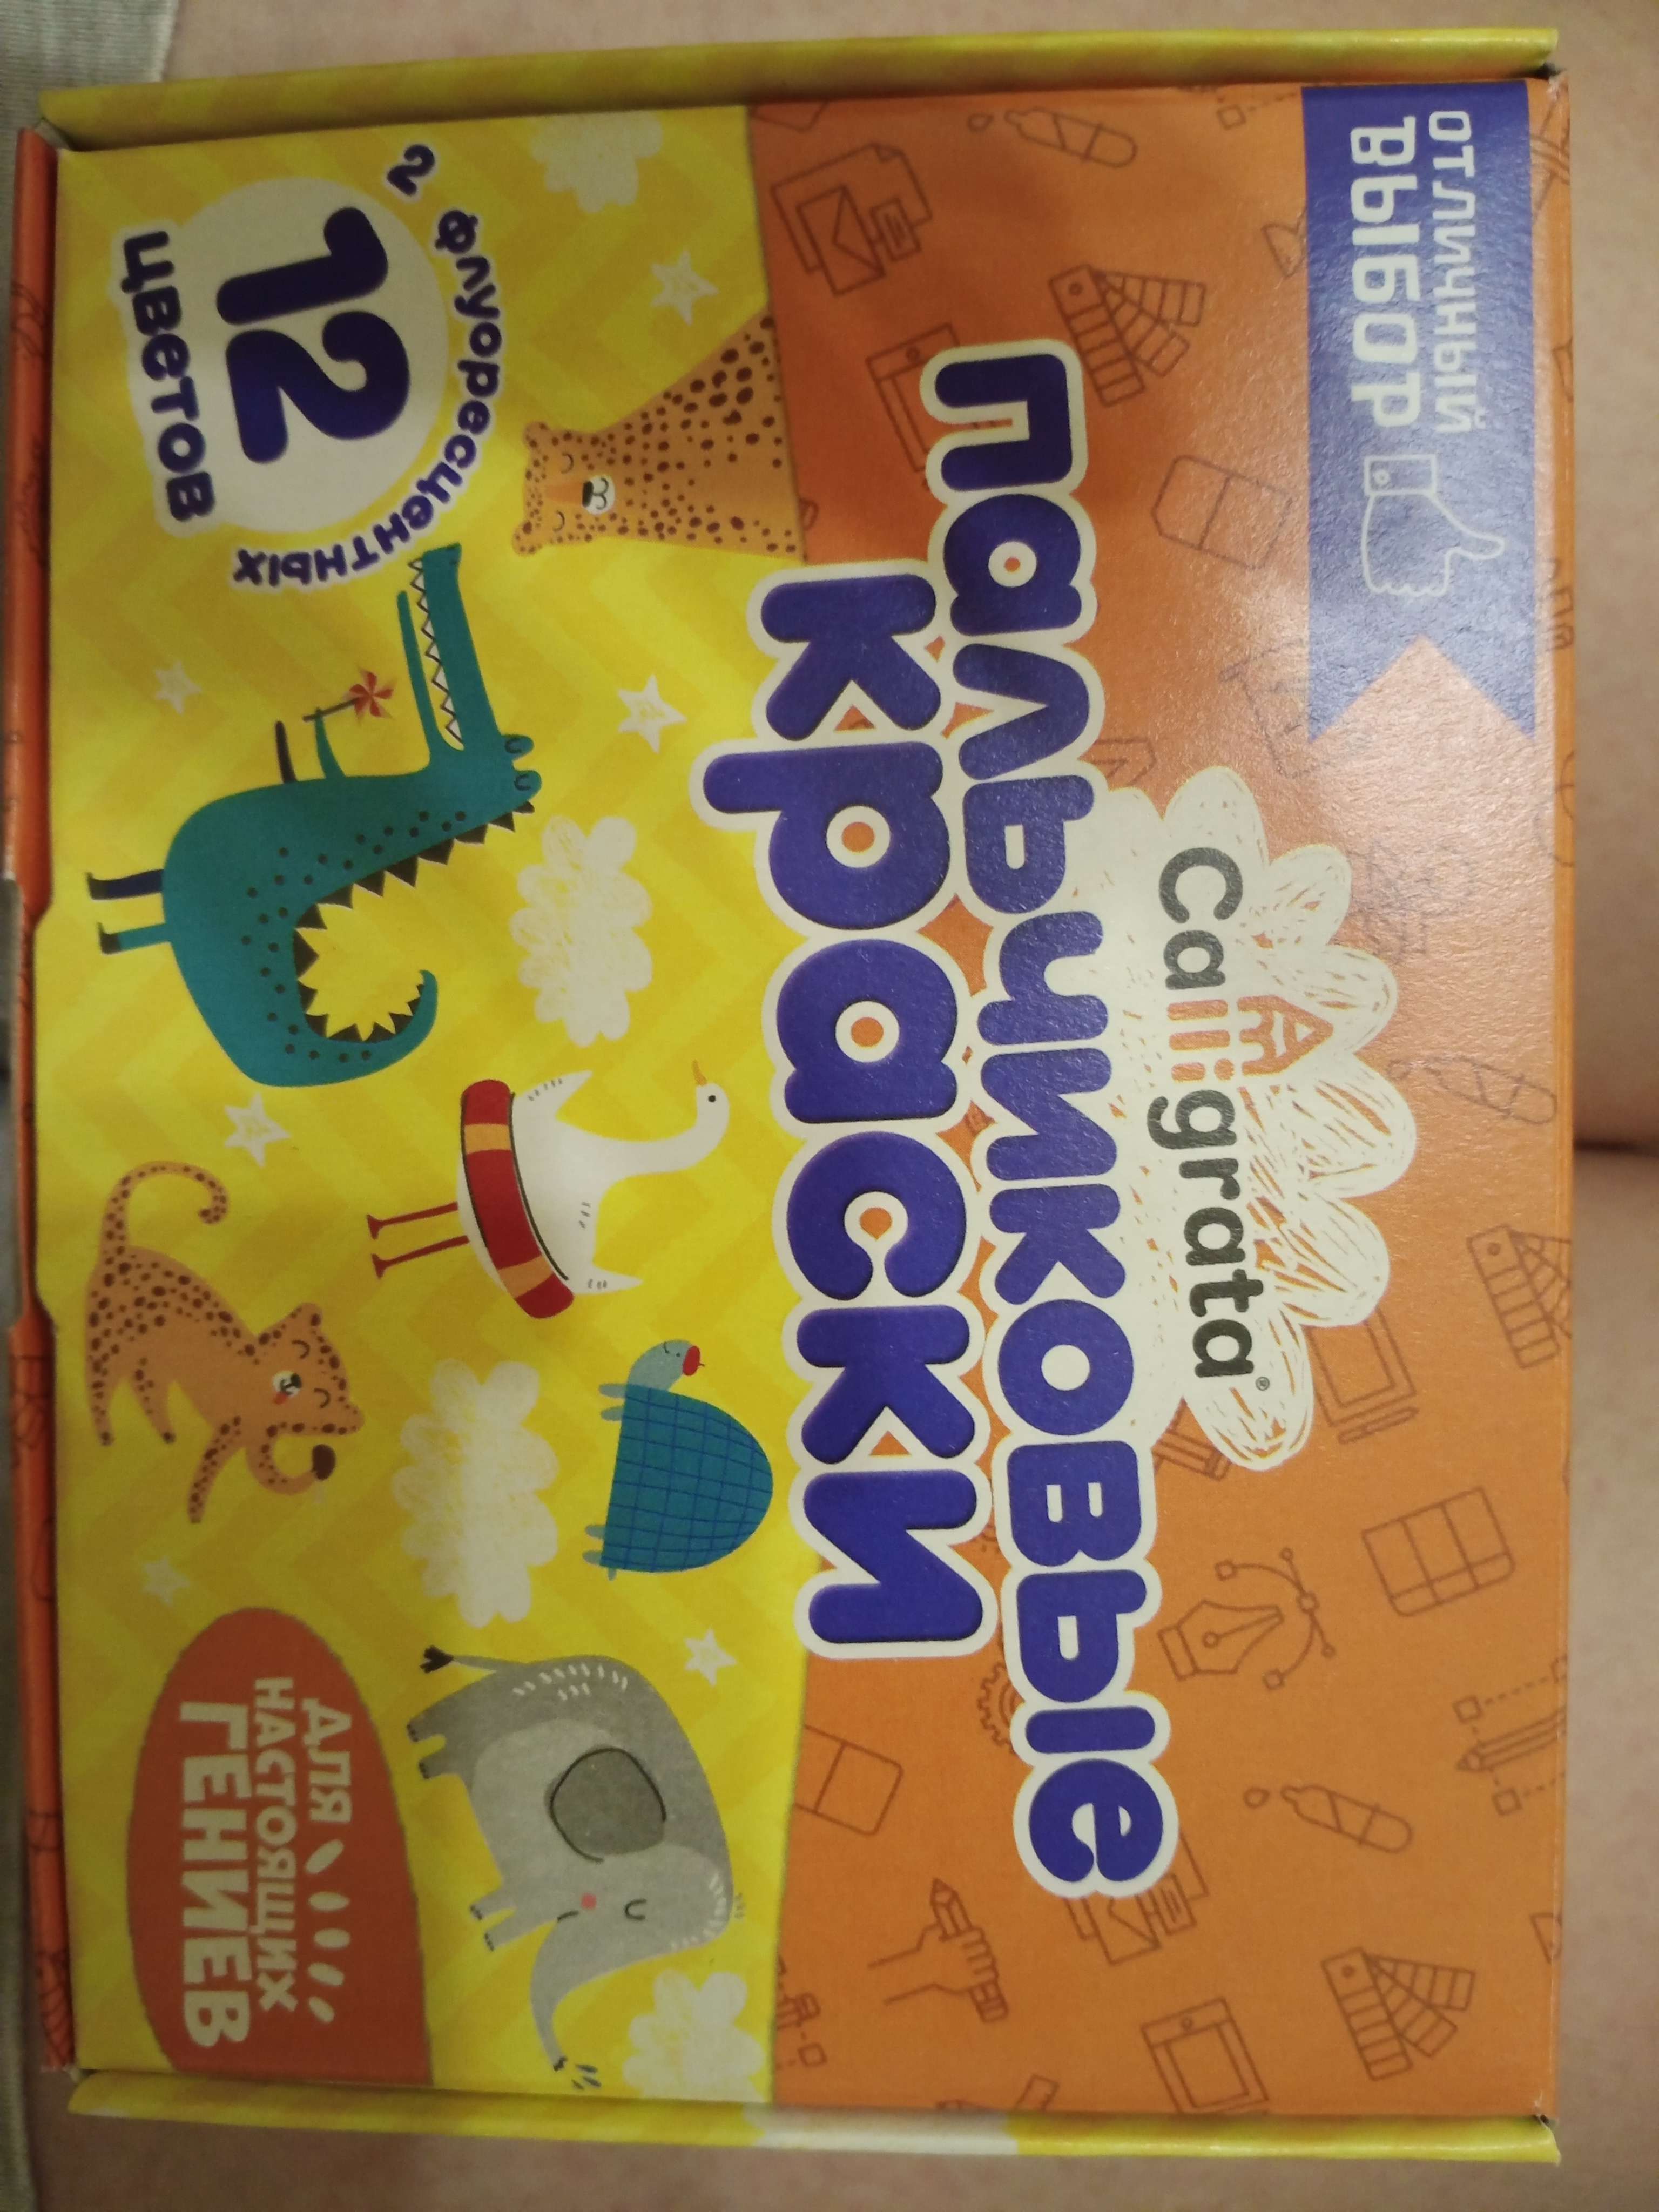 ОТЛИЧНЫЙ
ВЫБОР
Calligrata®
Пальчиковые
краски
2 флуоресцентных
12
цветов
ДЛЯ
НАСТОЯЩИХ
ГЕНИЕВ